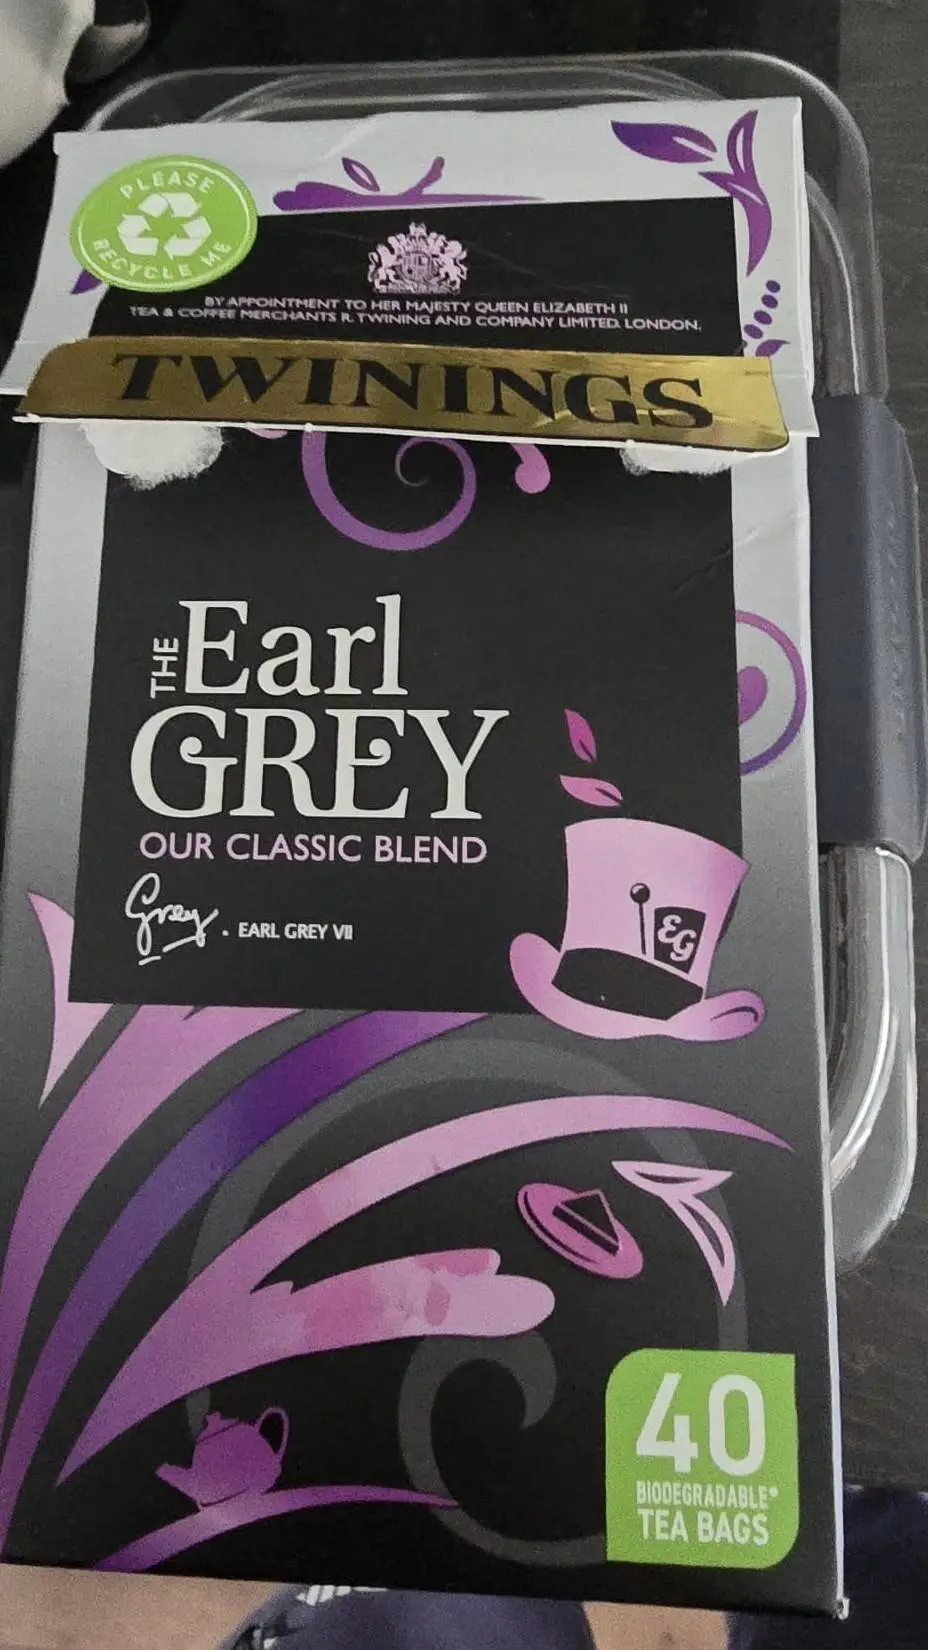 PLEASE
RECYCLE ME
BY APPOINTMENT TO HER MAJESTY QUEEN ELIZABETH II
TEA & COFFEE MERCHANTS R. TWINING AND COMPANY LIMITED. LONDON.
TWININGS
THE Earl
GREY
OUR CLASSIC BLEND
Grey. EARL GREY VII
EG
40
BIODEGRADABLE*
TEA BAGS